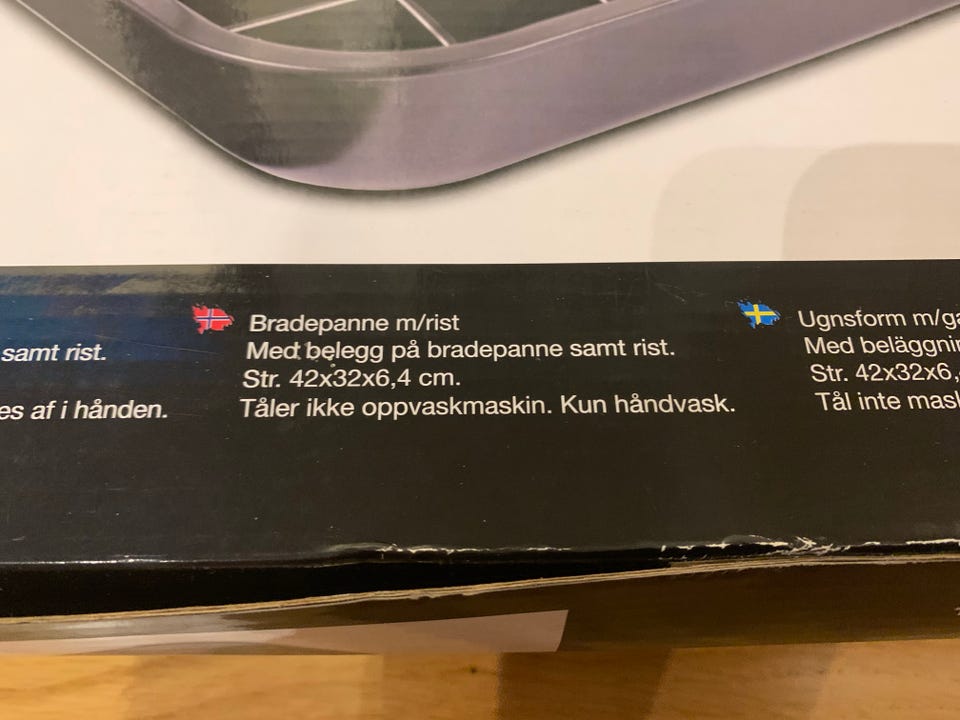 samt rist.
es af i hånden.
Bradepanne m/rist
Med belegg på bradepanne samt rist.
Str. 42x32x6,4 cm.
Tåler ikke oppvaskmaskin. Kun håndvask.
Ugnsform m/ga
Med beläggnin
Str. 42x32x6,
Tål inte mask